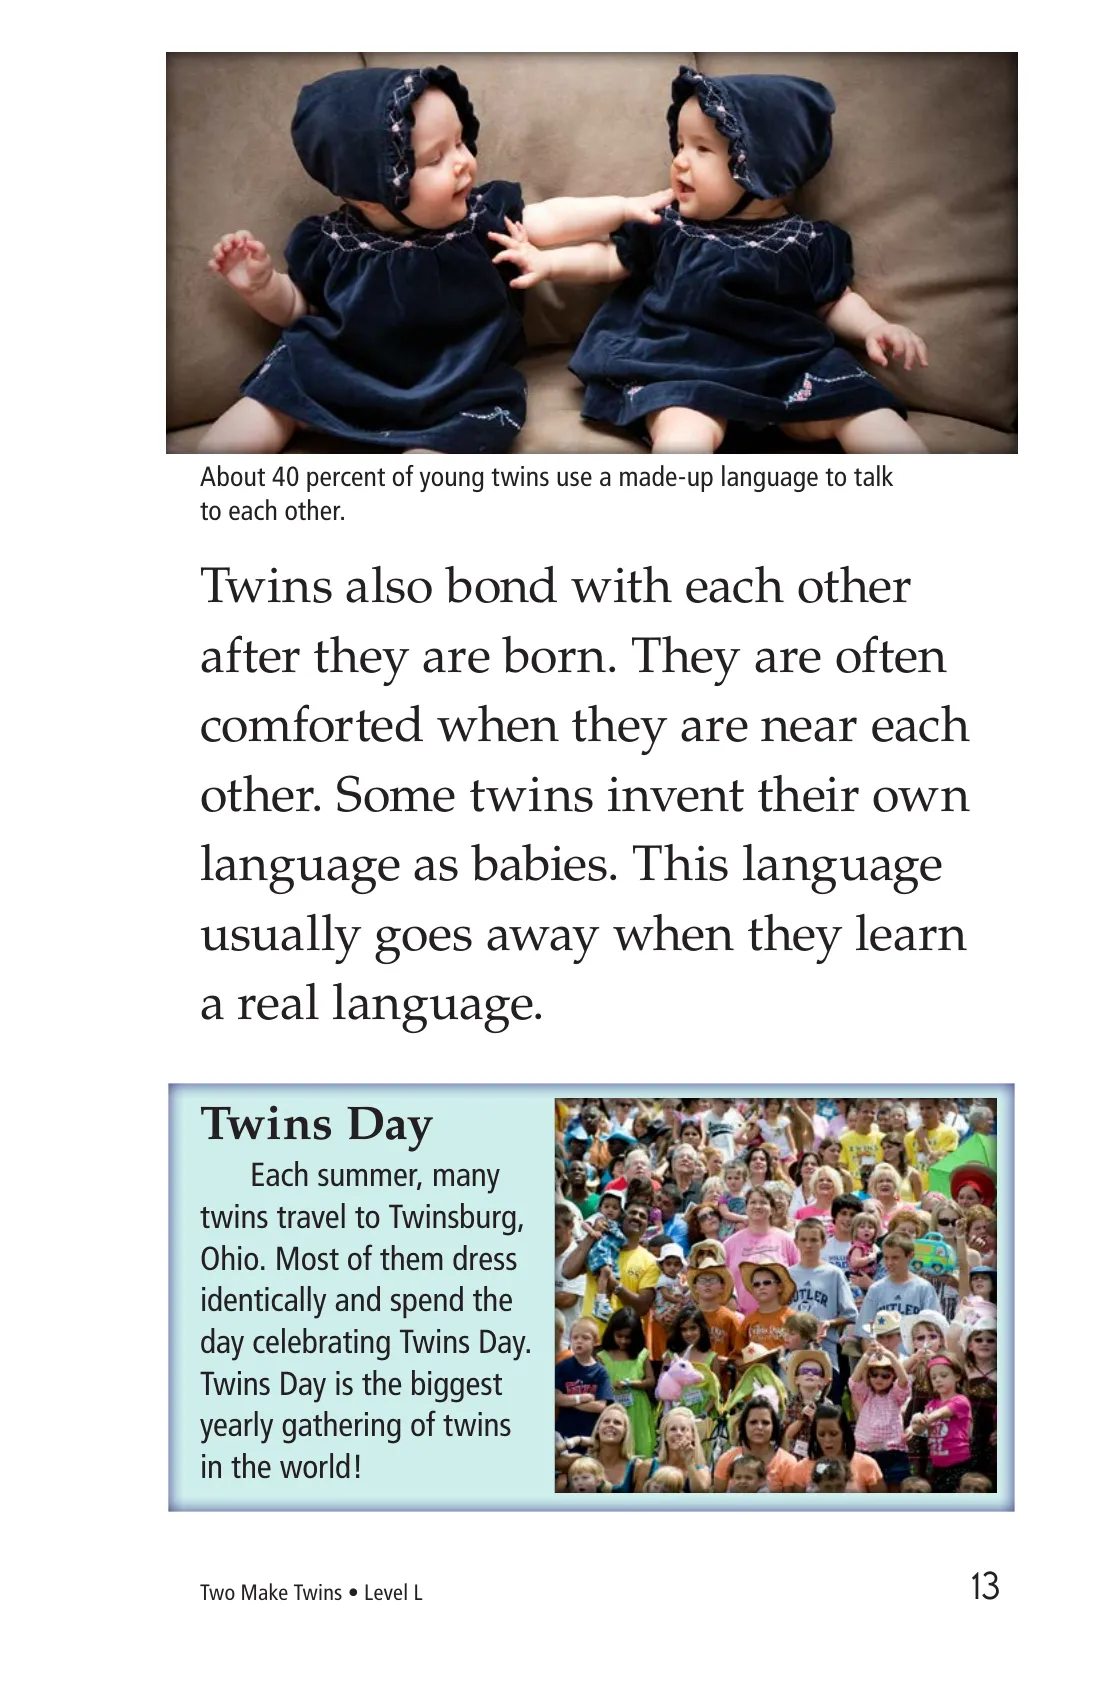 About 40 percent of young twins use a made-up language to talk
to each other.
Twins also bond with each other
after they are born. They are often
comforted when they are near each
other. Some twins invent their own
language as babies. This language
usually goes away when they learn
a real language.
Twins Day
Each summer, many
twins travel to Twinsburg,
Ohio. Most of them dress
identically and spend the
day celebrating Twins Day.
Twins Day is the biggest
yearly gathering of twins
in the world!
BUTLER
Two Make Twins • Level L
13